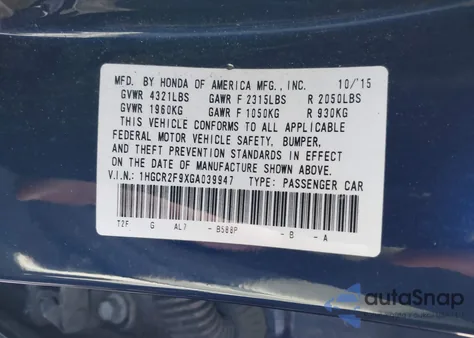 MFD. BY HONDA OF AMERICA MFG., INC. 10/15
GVWR 4321LBS GAWR F 2315LBS R 2050LBS
GVWR 1960KG GAWR F 1050KG R 930KG
THIS VEHICLE CONFORMS TO ALL APPLICABLE
FEDERAL MOTOR VEHICLE SAFETY, BUMPER,
AND THEFT PREVENTION STANDARDS IN EFFECT
ON THE DATE OF MANUFACTURE SHOWN ABOVE.
V.I.N.: 1HGCR2F9XGA039947 TYPE: PASSENGER CAR
T2F G AL7 - B588P - B - A
autoSnap